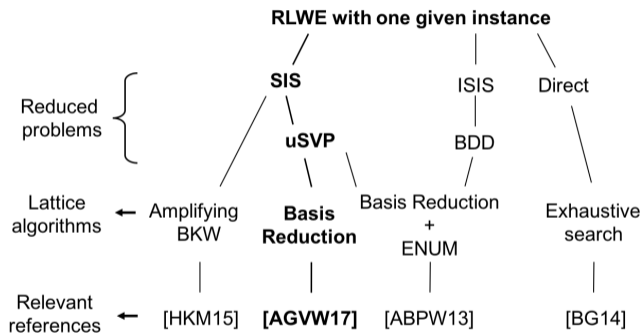 RLWE with one given instance
SIS
ISIS
Direct
Reduced
problems
uSVP
BDD
Lattice
algorithms
Amplifying
BKW
Basis
Reduction
Basis Reduction
+
ENUM
Exhaustive
search
Relevant
references
[HKM15]
[AGVW17]
[ABPW13]
[BG14]